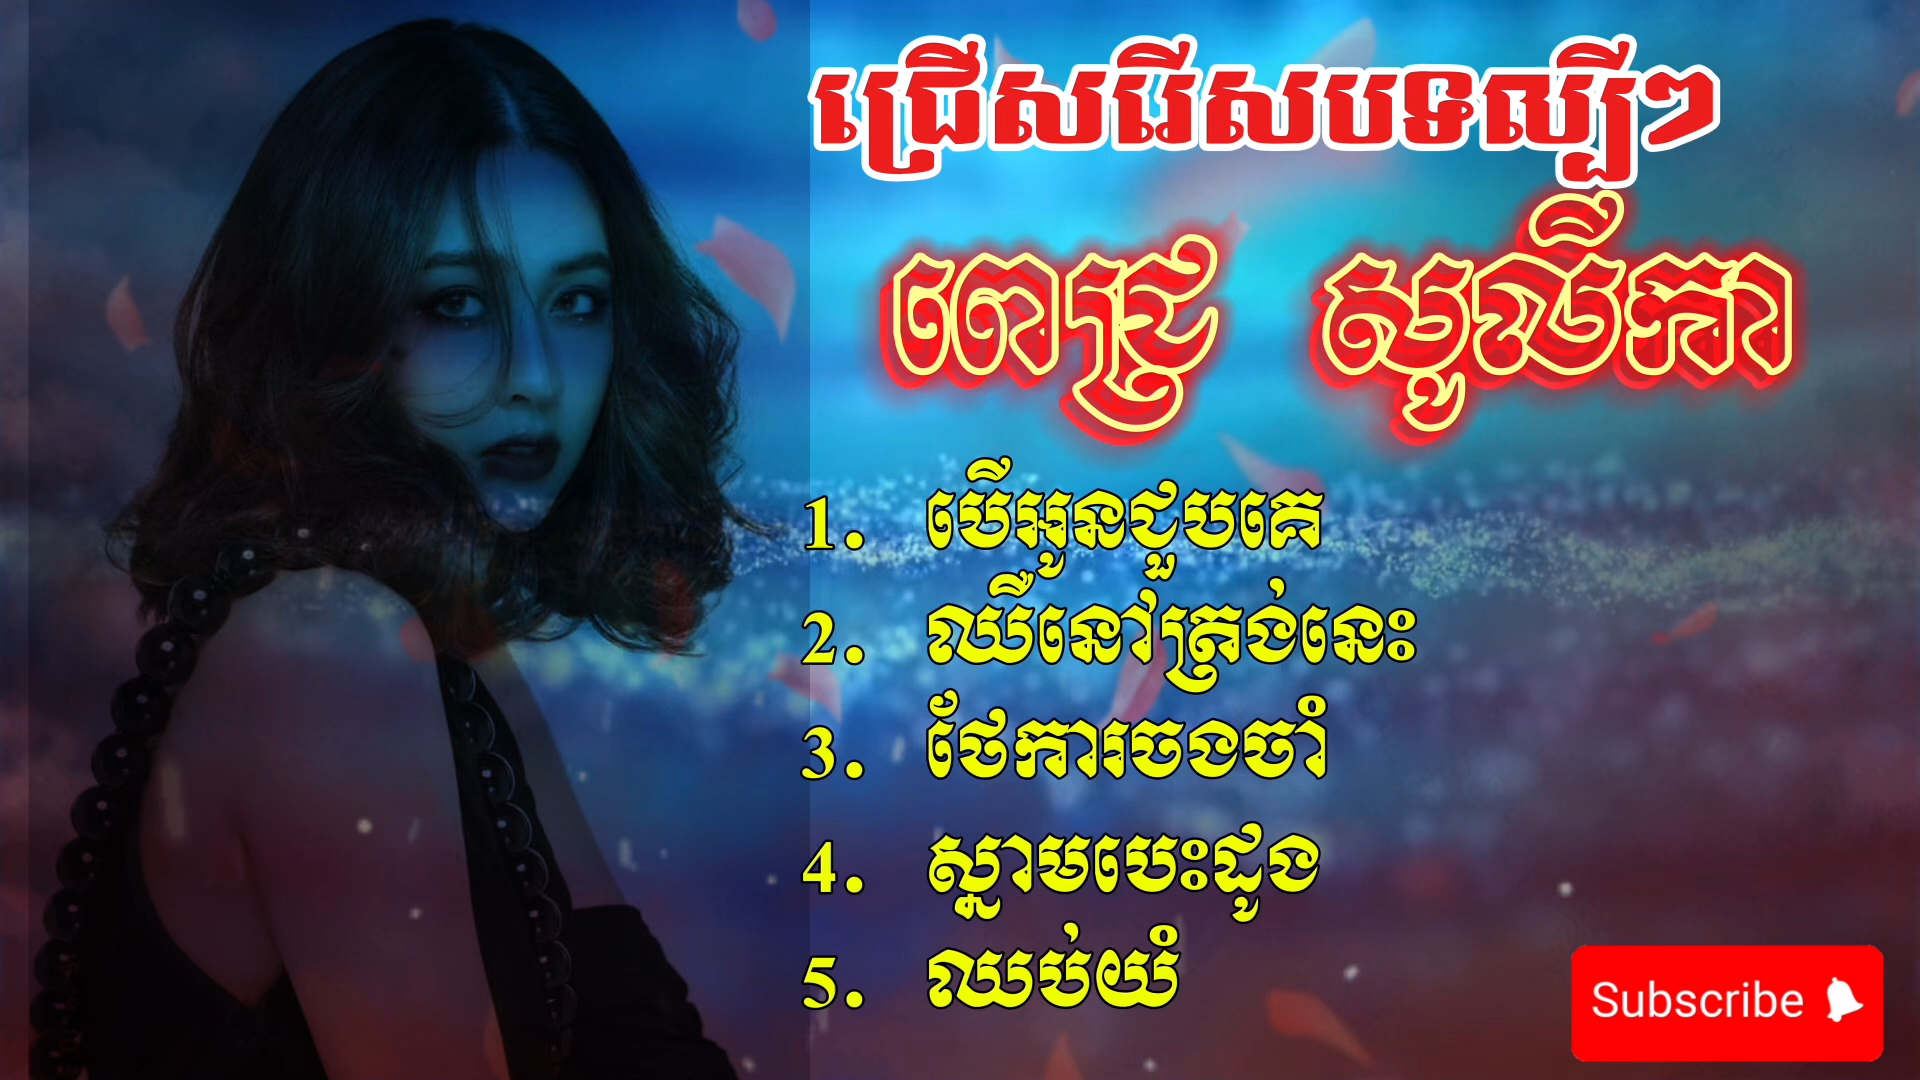 ជ្រើសរើសបទល្បីៗ
ពេជ្រ សូលីកា
1. បើអូនជួបគេ
2. ឈឺនៅត្រង់នេះ
3. ថែការចងចាំ
4. ស្នាមបេះដូង
5. ឈប់យំ
Subscribe